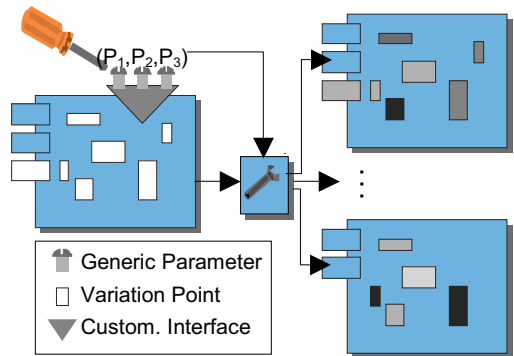 (P1,P2,P3)
Generic Parameter
Variation Point
Custom. Interface